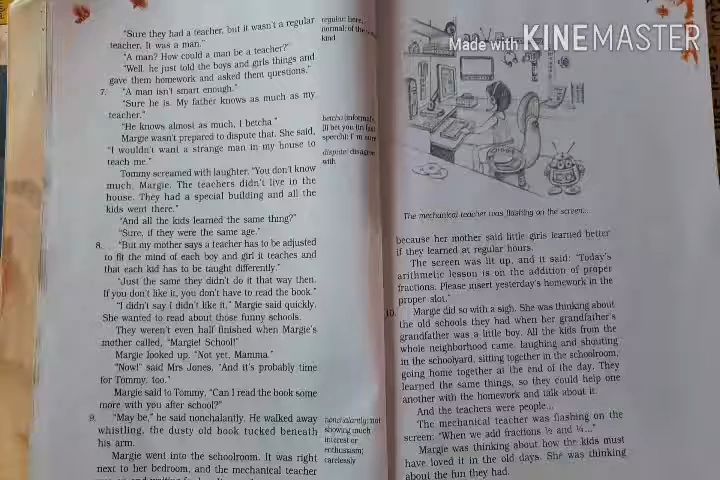 "Sure they had a teacher, but it wasn't a regular
teacher. It was a man."
"A man? How could a man be a teacher?"
"Well, he just told the boys and girls things and
gave them homework and asked them questions."
7. "A man isn't smart enough."
"Sure he is. My father knows as much as my
teacher."
"He knows almost as much, I betcha."
Margie wasn't prepared to dispute that. She said,
"I wouldn't want a strange man in my house to
teach me."
Tommy screamed with laughter, "You don't know
much, Margie. The teachers didn't live in the
house. They had a special building and all the
kids went there."
"And all the kids learned the same thing?"
"Sure, if they were the same age."
8. "But my mother says a teacher has to be adjusted
to fit the mind of each boy and girl it teaches and
that each kid has to be taught differently."
"Just the same they didn't do it that way then.
If you don't like it, you don't have to read the book."
"I didn't say I didn't like it," Margie said quickly.
She wanted to read about those funny schools.
They weren't even half finished when Margie's
mother called, "Margie! School!"
Margie looked up. "Not yet, Mamma."
"Now!" said Mrs Jones. "And it's probably time
for Tommy, too."
Margie said to Tommy, "Can I read the book some
more with you after school?"
9. "May be," he said nonchalantly. He walked away
whistling, the dusty old book tucked beneath
his arm.
Margie went into the schoolroom. It was right
next to her bedroom, and the mechanical teacher
regular here,
normal; of the
kind
betcha (informal),
(I) bet you (in fast
speech): I'm sure
dispute: disagree
with
nonchalantly: not
showing much
interest or
enthusiasm;
carelessly
Made with KINEMASTER
The mechanical teacher was flashing on the screen...
because her mother said little girls learned better
if they learned at regular hours.
The screen was lit up, and it said: "Today's
arithmetic lesson is on the addition of proper
fractions. Please insert yesterday's homework in the
proper slot."
10. Margie did so with a sigh. She was thinking about
the old schools they had when her grandfather's
grandfather was a little boy. All the kids from the
whole neighborhood came, laughing and shouting
in the schoolyard, sitting together in the schoolroom,
going home together at the end of the day. They
learned the same things, so they could help one
another with the homework and talk about it.
And the teachers were people...
The mechanical teacher was flashing on the
screen: "When we add fractions ½ and ¼..."
Margie was thinking about how the kids must
have loved it in the old days. She was thinking
about the fun they had.